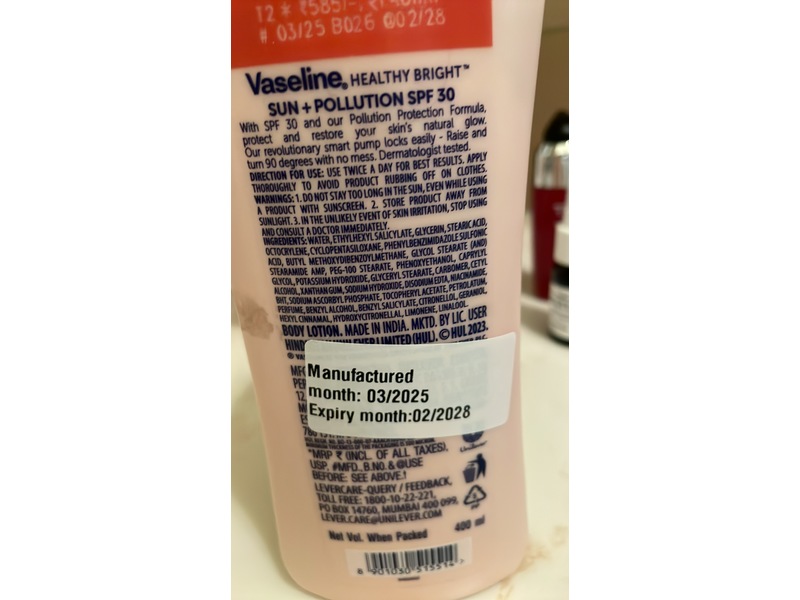 12 * ₹585/-,
#.03/25 B026 @02/28
Vaseline® HEALTHY BRIGHT™
SUN + POLLUTION SPF 30
With SPF 30 and our Pollution Protection Formula,
protect and restore your skin's natural glow.
Our revolutionary smart pump locks easily - Raise and
turn 90 degrees with no mess. Dermatologist tested.
DIRECTION FOR USE: USE TWICE A DAY FOR BEST RESULTS. APPLY
THOROUGHLY TO AVOID PRODUCT RUBBING OFF ON CLOTHES.
WARNINGS: 1. DO NOT STAY TOO LONG IN THE SUN, EVEN WHILE USING
A PRODUCT WITH SUNSCREEN. 2. STORE PRODUCT AWAY FROM
SUNLIGHT. 3. IN THE UNLIKELY EVENT OF SKIN IRRITATION, STOP USING
AND CONSULT A DOCTOR IMMEDIATELY.
INGREDIENTS: WATER, ETHYLHEXYL SALICYLATE, GLYCERIN, STEARIC ACID,
OCTOCRYLENE, CYCLOPENTASILOXANE, PHENYLBENZIMIDAZOLE SULFONIC
ACID, BUTYL METHOXYDIBENZOYLMETHANE, GLYCOL STEARATE (AND)
STEARAMIDE AMP, PEG-100 STEARATE, PHENOXYETHANOL, CAPRYLYL
GLYCOL, POTASSIUM HYDROXIDE, GLYCERYL STEARATE, CARBOMER, CETYL
ALCOHOL, XANTHAN GUM, SODIUM HYDROXIDE, DISODIUM EDTA, NIACINAMIDE,
BHT, SODIUM ASCORBYL PHOSPHATE, TOCOPHERYL ACETATE, PETROLATUM,
PERFUME, BENZYL ALCOHOL, BENZYL SALICYLATE, CITRONELLOL, GERANIOL,
HEXYL CINNAMAL, HYDROXYCITRONELLAL, LIMONENE, LINALOOL.
BODY LOTION. MADE IN INDIA. MKTD. BY LIC. USER
LIMITED (HUL). © HUL 2023.
Manufactured
month: 03/2025
Expiry month:02/2028
*MRP ₹ (INCL. OF ALL TAXES),
USP, #MFD., B.NO. & @USE
BEFORE: SEE ABOVE.!
LEVERCARE-QUERY / FEEDBACK,
TOLL FREE: 1800-10-22-221,
PO BOX 14760, MUMBAI 400 099,
LEVER.CARE@UNILEVER.COM
Unilever
Net Vol. When Packed 400 ml
8 901030 915514